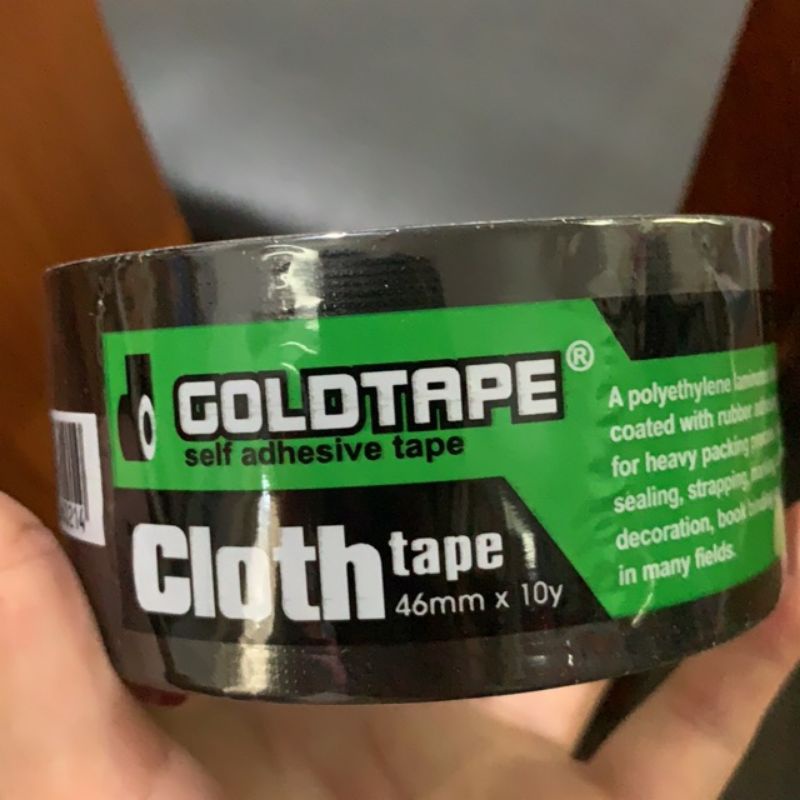 GOLDTAPE®
self adhesive tape
Cloth tape
46mm x 10y
A polyethylene
coated with rubber
for heavy packing
sealing, strapping,
decoration, book binding
in many fields.